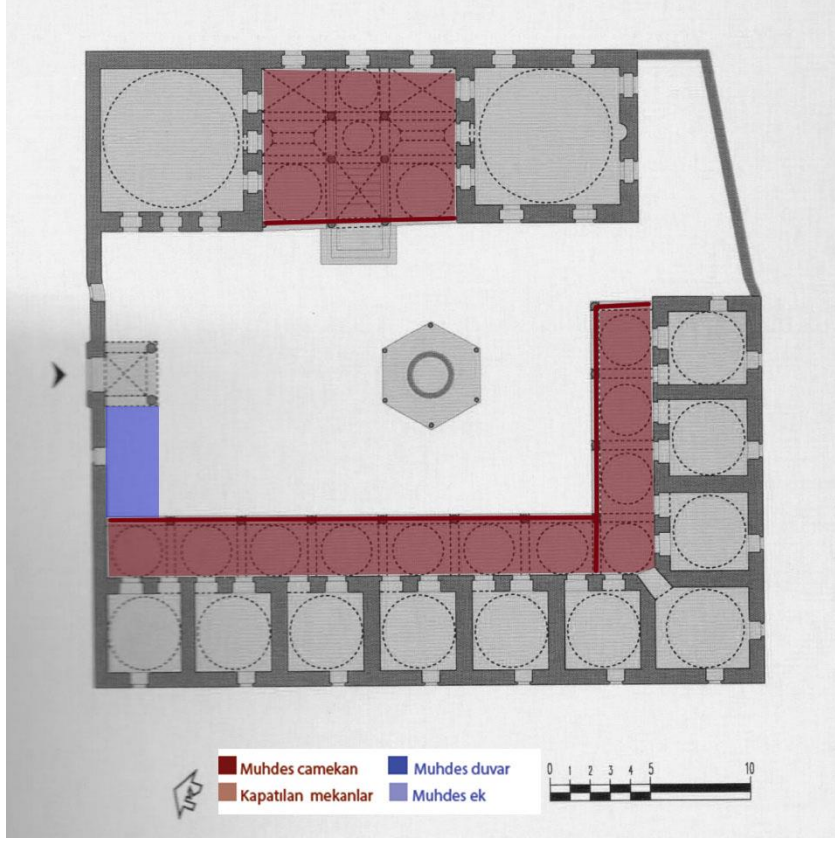 Muhdes camekan
Muhdes duvar
Kapatılan mekanlar
Muhdes ek
0 1 2 3 4 5 10